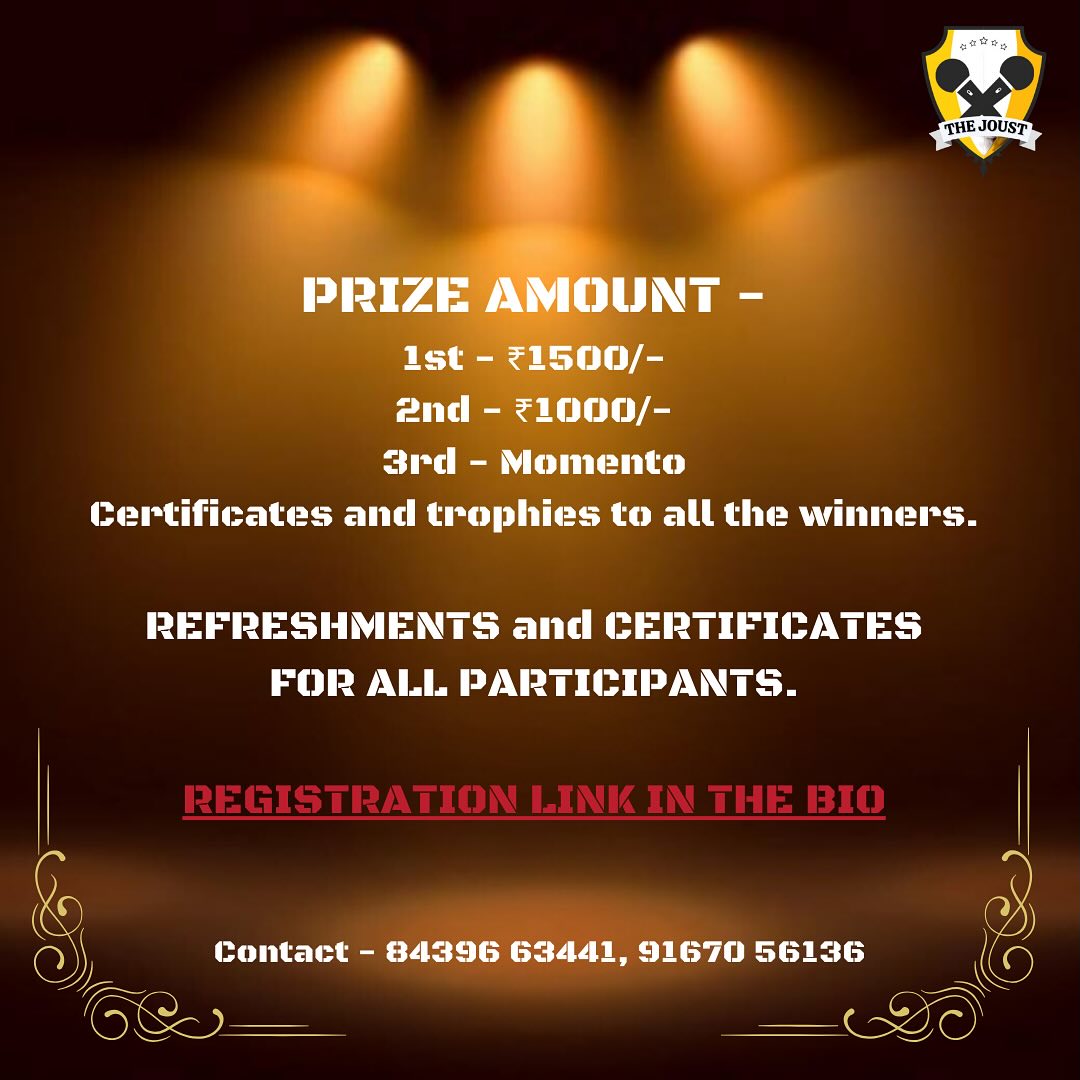 THE JOUST
PRIZE AMOUNT -
1st - ₹1500/-
2nd - ₹1000/-
3rd - Momento
Certificates and trophies to all the winners.
REFRESHMENTS and CERTIFICATES
FOR ALL PARTICIPANTS.
REGISTRATION LINK IN THE BIO
Contact - 84396 63441, 91670 56136